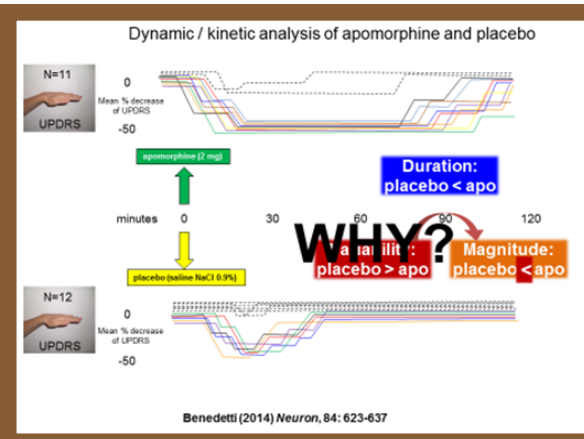 Dynamic / kinetic analysis of apomorphine and placebo
N=11
UPDRS
0
Mean % decrease
of UPDRS
-50
apomorphine (2 mg)
Duration:
placebo < apo
minutes
0
30
60
90
120
WHY?
placebo > apo
Magnitude:
placebo < apo
placebo (saline NaCl 0.9%)
N=12
UPDRS
0
Mean % decrease
of UPDRS
-50
Benedetti (2014) Neuron, 84: 623-637